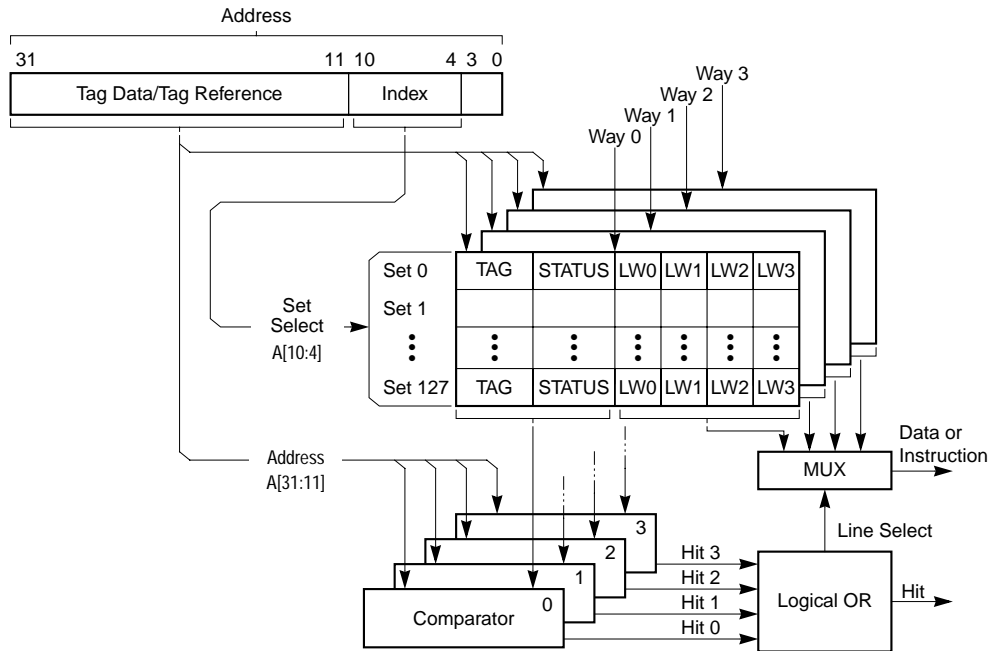 Address
31 11 10 4 3 0
Tag Data/Tag Reference Index
Way 3
Way 2
Way 1
Way 0
Set 0 TAG STATUS LW0 LW1 LW2 LW3
Set 1
Set
Select
A[10:4]
Set 127 TAG STATUS LW0 LW1 LW2 LW3
Address
A[31:11]
Data or
Instruction
MUX
Line Select
3
2
1
0
Comparator
Hit 3
Hit 2
Hit 1
Hit 0
Logical OR
Hit